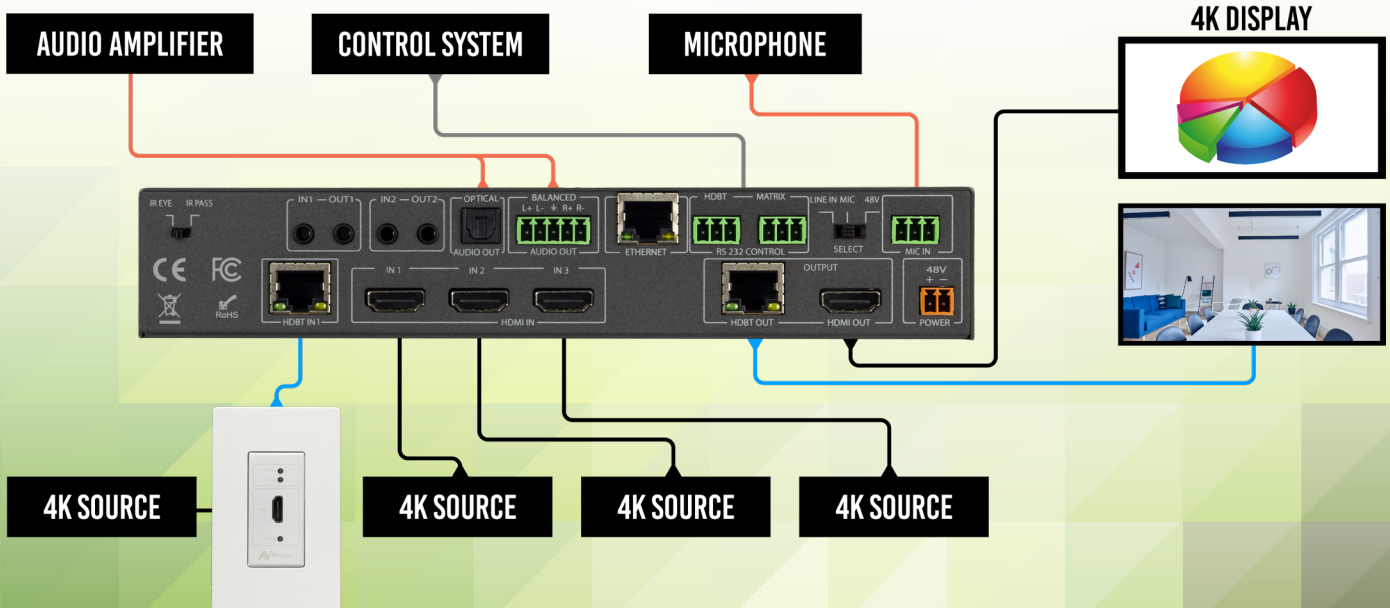 4K DISPLAY
AUDIO AMPLIFIER
CONTROL SYSTEM
MICROPHONE
IR EYE IR PASS
IN1 — OUT1
IN2 — OUT2
OPTICAL
BALANCED
HDBT — MATRIX
LINE IN MIC 48V
L+ L- R+ R-
AUDIO OUT
AUDIO OUT
ETHERNET
RS 232 CONTROL
SELECT
MIC IN
CE FC
IN 1
IN 2
IN 3
OUTPUT
48V
+ −
RoHS
HDBT IN1
HDMI IN
HDBT OUT
HDMI OUT
POWER
4K SOURCE
4K SOURCE
4K SOURCE
4K SOURCE